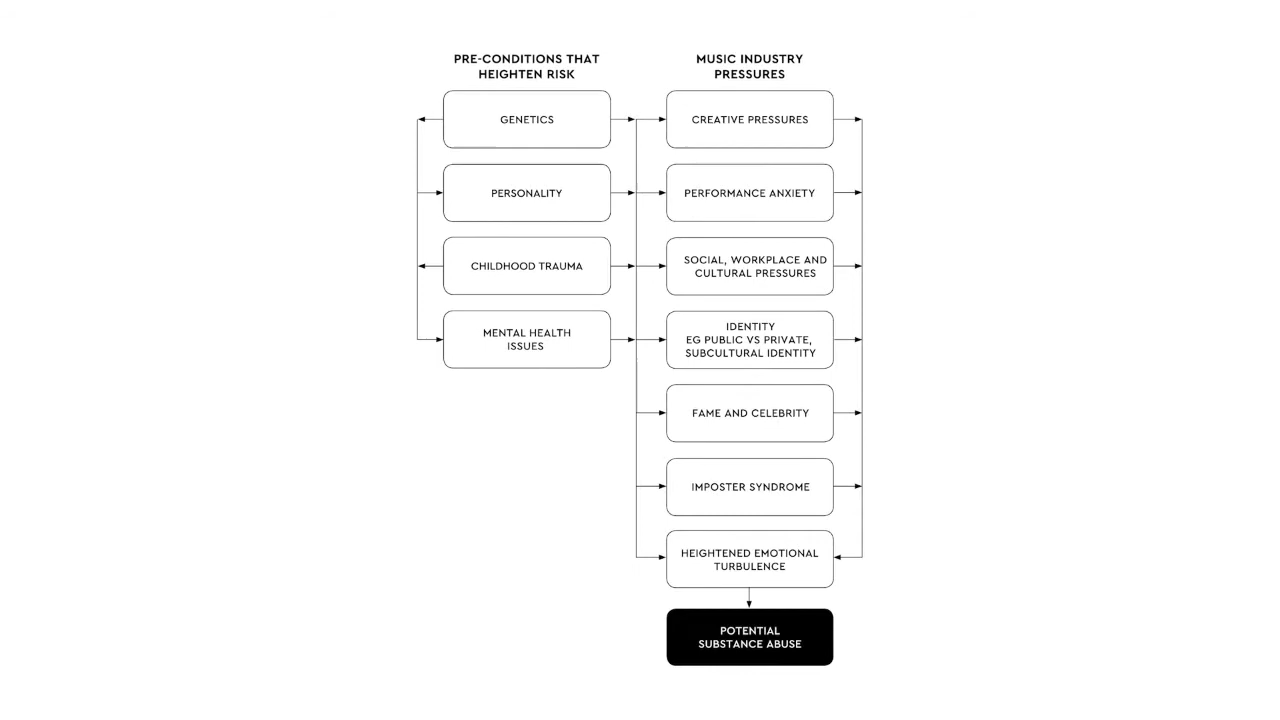 PRE-CONDITIONS THAT
HEIGHTEN RISK
GENETICS
PERSONALITY
CHILDHOOD TRAUMA
MENTAL HEALTH
ISSUES
MUSIC INDUSTRY
PRESSURES
CREATIVE PRESSURES
PERFORMANCE ANXIETY
SOCIAL, WORKPLACE AND
CULTURAL PRESSURES
IDENTITY
EG PUBLIC VS PRIVATE,
SUBCULTURAL IDENTITY
FAME AND CELEBRITY
IMPOSTER SYNDROME
HEIGHTENED EMOTIONAL
TURBULENCE
POTENTIAL
SUBSTANCE ABUSE